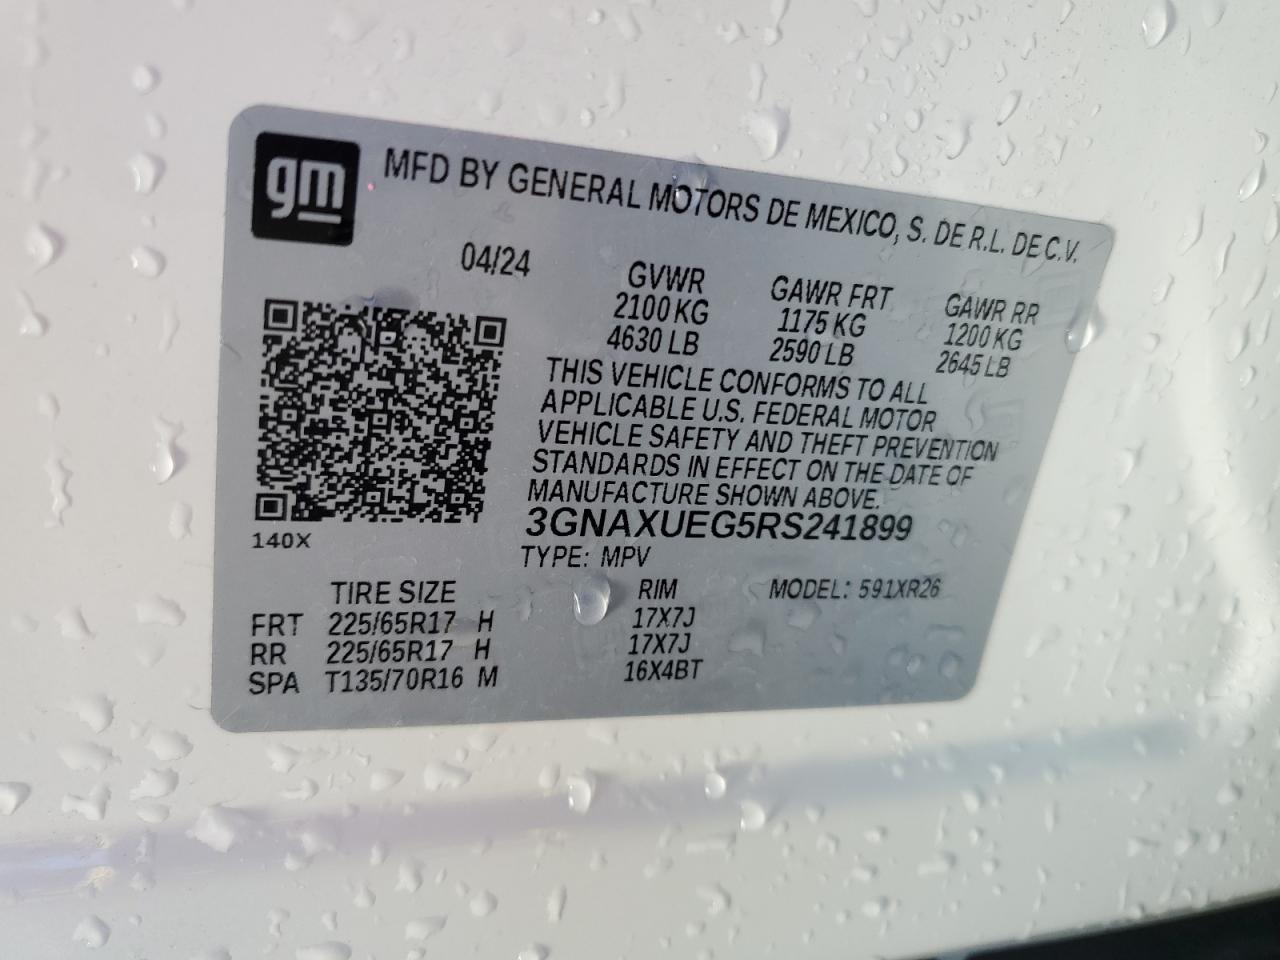 gm
MFD BY GENERAL MOTORS DE MEXICO, S. DE R.L. DE C.V.
04/24
GVWR GAWR FRT GAWR RR
2100 KG 1175 KG 1200 KG
4630 LB 2590 LB 2645 LB
THIS VEHICLE CONFORMS TO ALL
APPLICABLE U.S. FEDERAL MOTOR
VEHICLE SAFETY AND THEFT PREVENTION
STANDARDS IN EFFECT ON THE DATE OF
MANUFACTURE SHOWN ABOVE.
3GNAXUEG5RS241899
140X
TYPE: MPV
TIRE SIZE RIM MODEL: 591XR26
FRT 225/65R17 H 17X7J
RR 225/65R17 H 17X7J
SPA T135/70R16 M 16X4BT